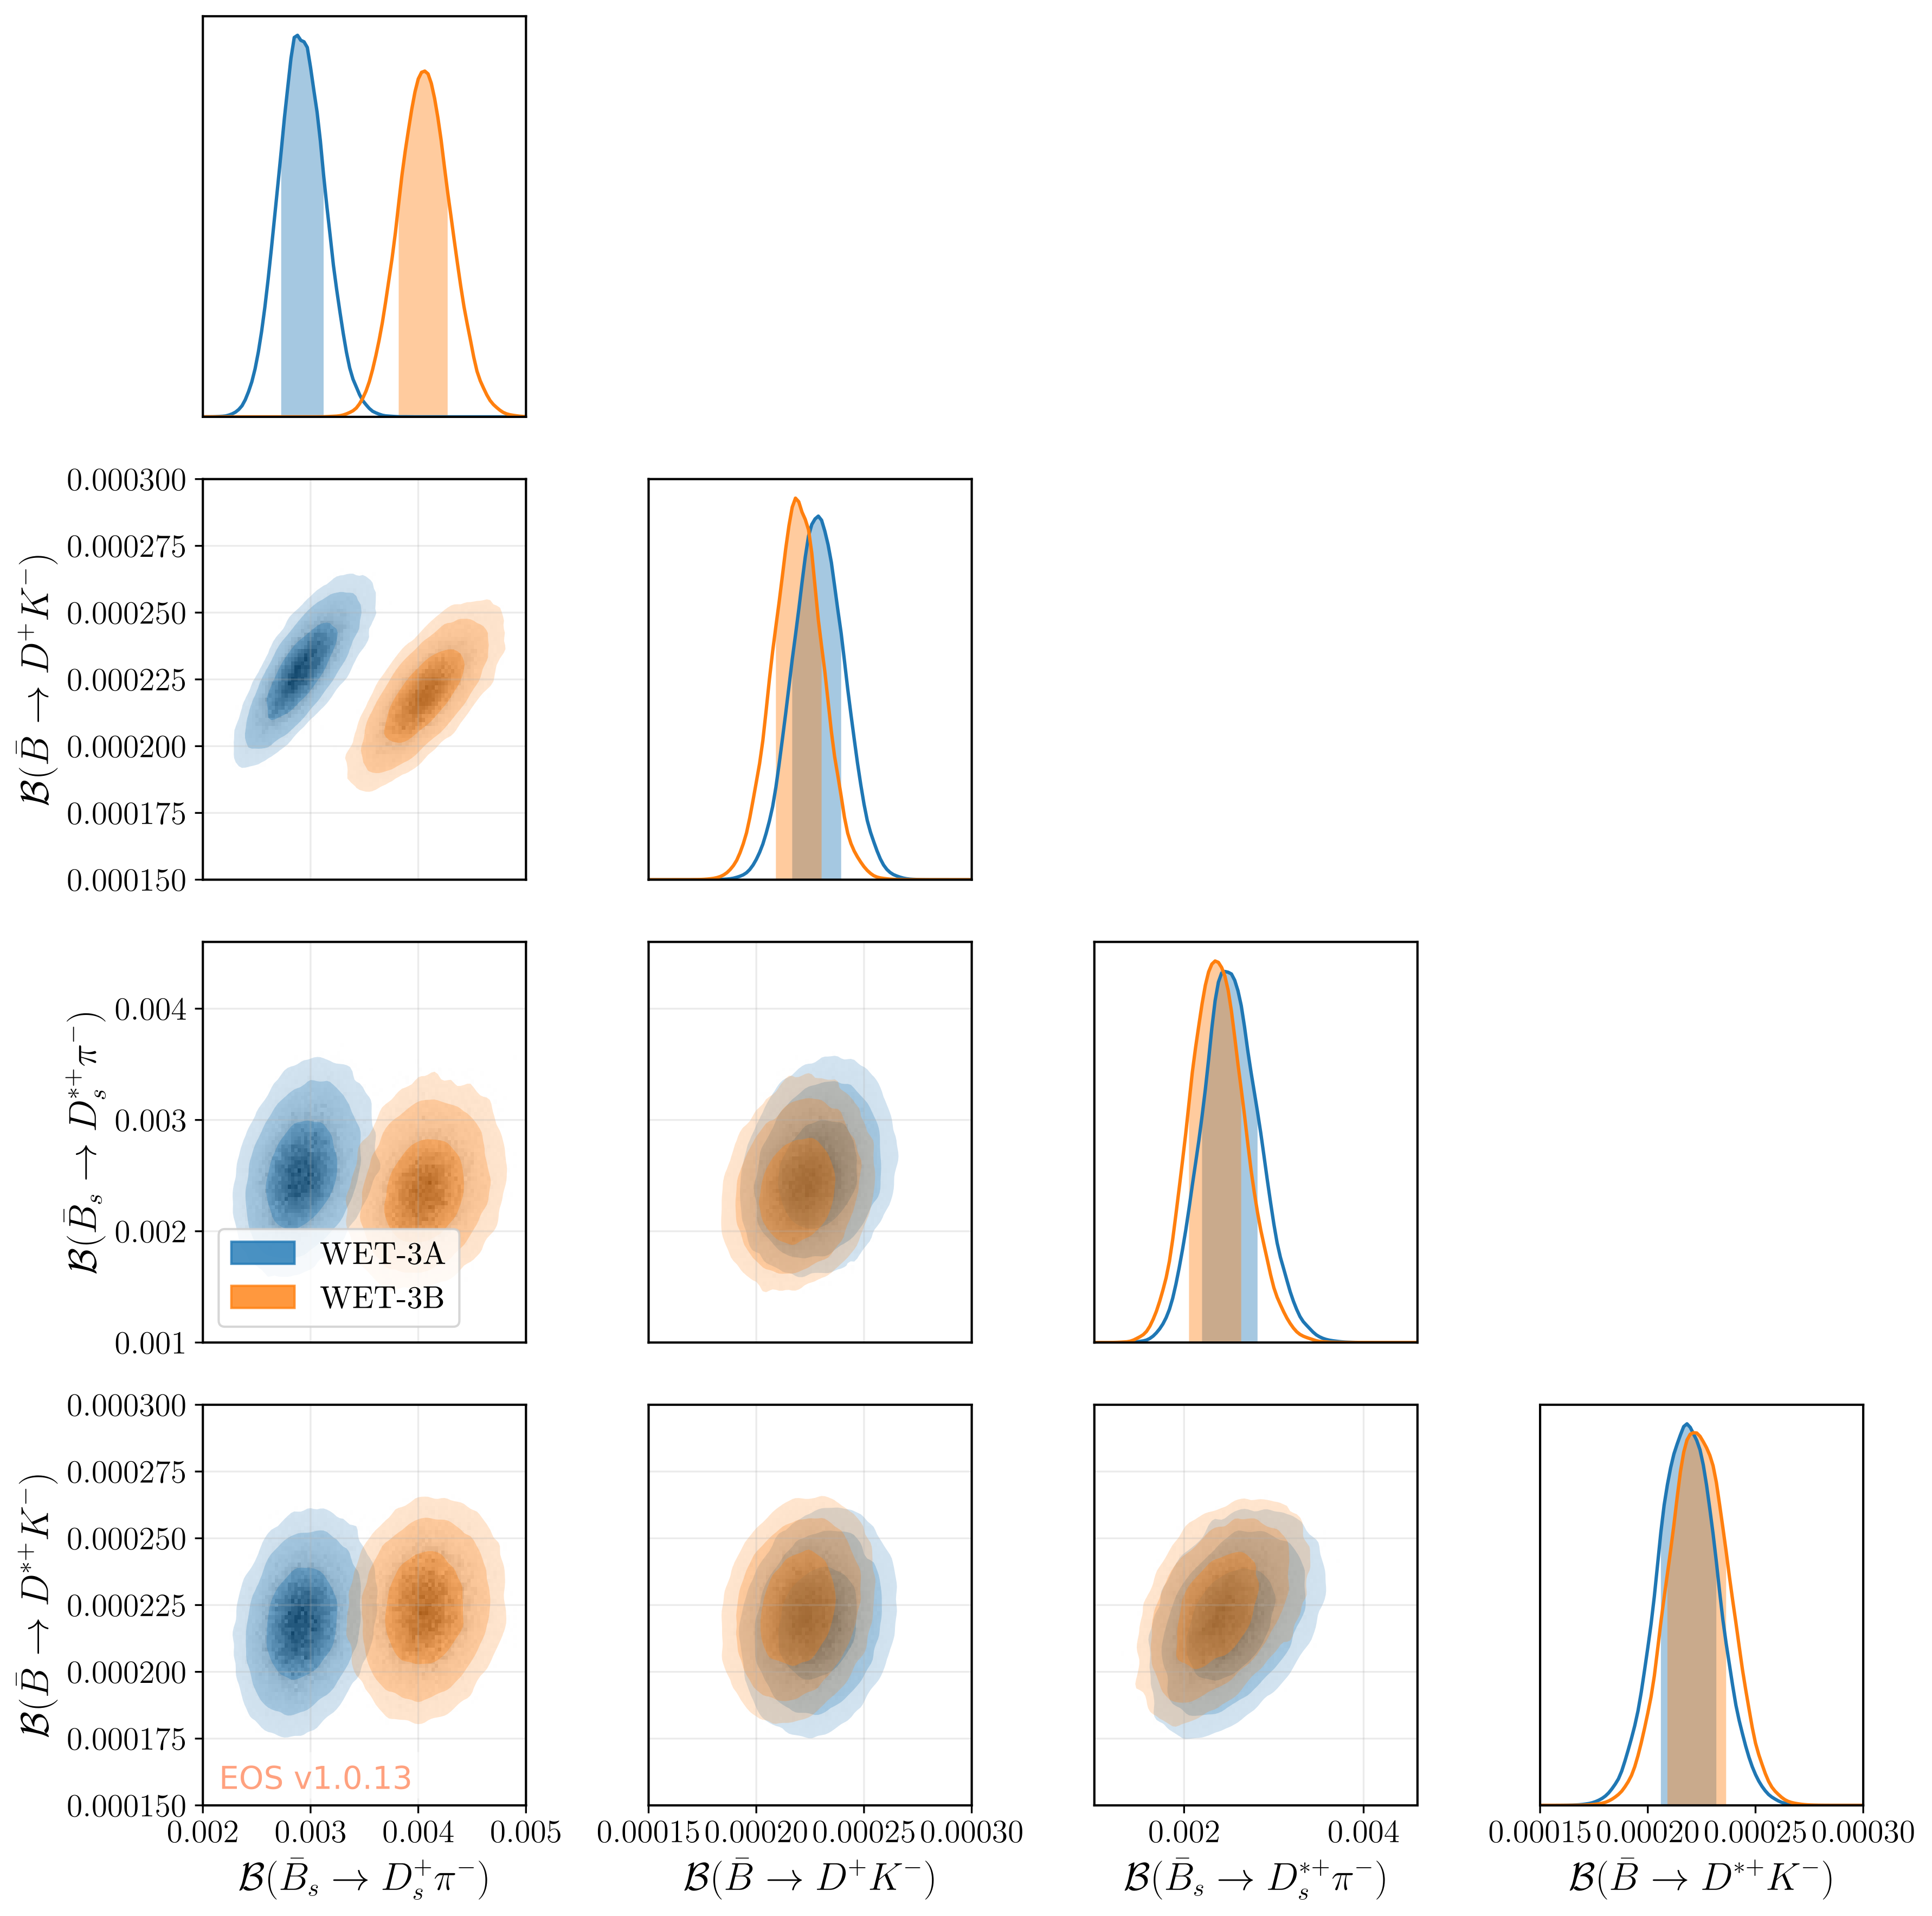 0.000300
0.000275
0.000250
0.000225
0.000200
0.000175
0.000150
𝓑(B̄ → D⁺K⁻)
0.004
0.003
0.002
0.001
𝓑(B̄ₛ → Dₛ*⁺π⁻)
WET-3A
WET-3B
0.000300
0.000275
0.000250
0.000225
0.000200
0.000175
0.000150
𝓑(B̄ → D*⁺K⁻)
EOS v1.0.13
0.002 0.003 0.004 0.005
0.00015 0.00020 0.00025 0.00030
0.002 0.004
0.00015 0.00020 0.00025 0.00030
𝓑(B̄ₛ → Dₛ⁺π⁻)
𝓑(B̄ → D⁺K⁻)
𝓑(B̄ₛ → Dₛ*⁺π⁻)
𝓑(B̄ → D*⁺K⁻)